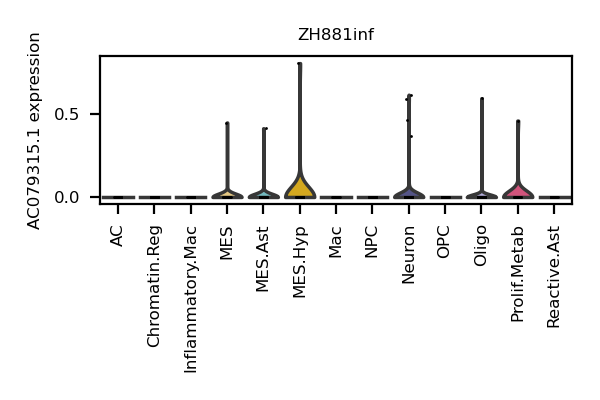 ZH881inf
AC079315.1 expression
0.5
0.0
AC
Chromatin.Reg
Inflammatory.Mac
MES
MES.Ast
MES.Hyp
Mac
NPC
Neuron
OPC
Oligo
Prolif.Metab
Reactive.Ast